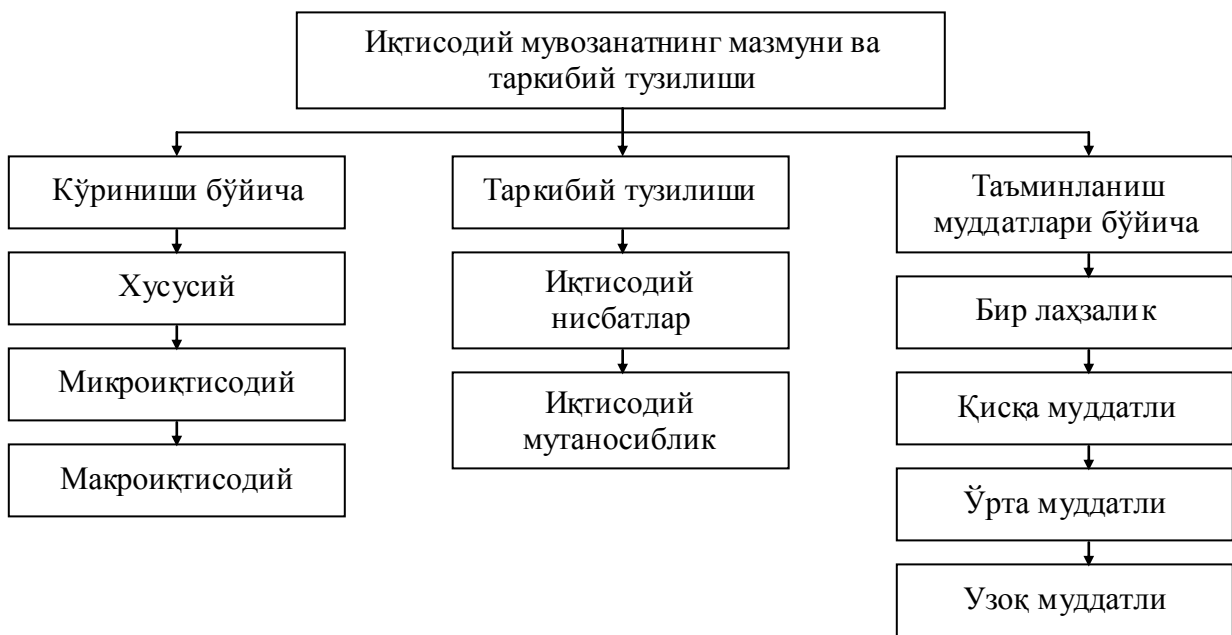 Иқтисодий мувозанатнинг мазмуни ва
таркибий тузилиши
Кўриниши бўйича
Хусусий
Микроиқтисодий
Макроиқтисодий
Таркибий тузилиши
Иқтисодий
нисбатлар
Иқтисодий
мутаносиблик
Таъминланиш
муддатлари бўйича
Бир лаҳзалик
Қисқа муддатли
Ўрта муддатли
Узоқ муддатли